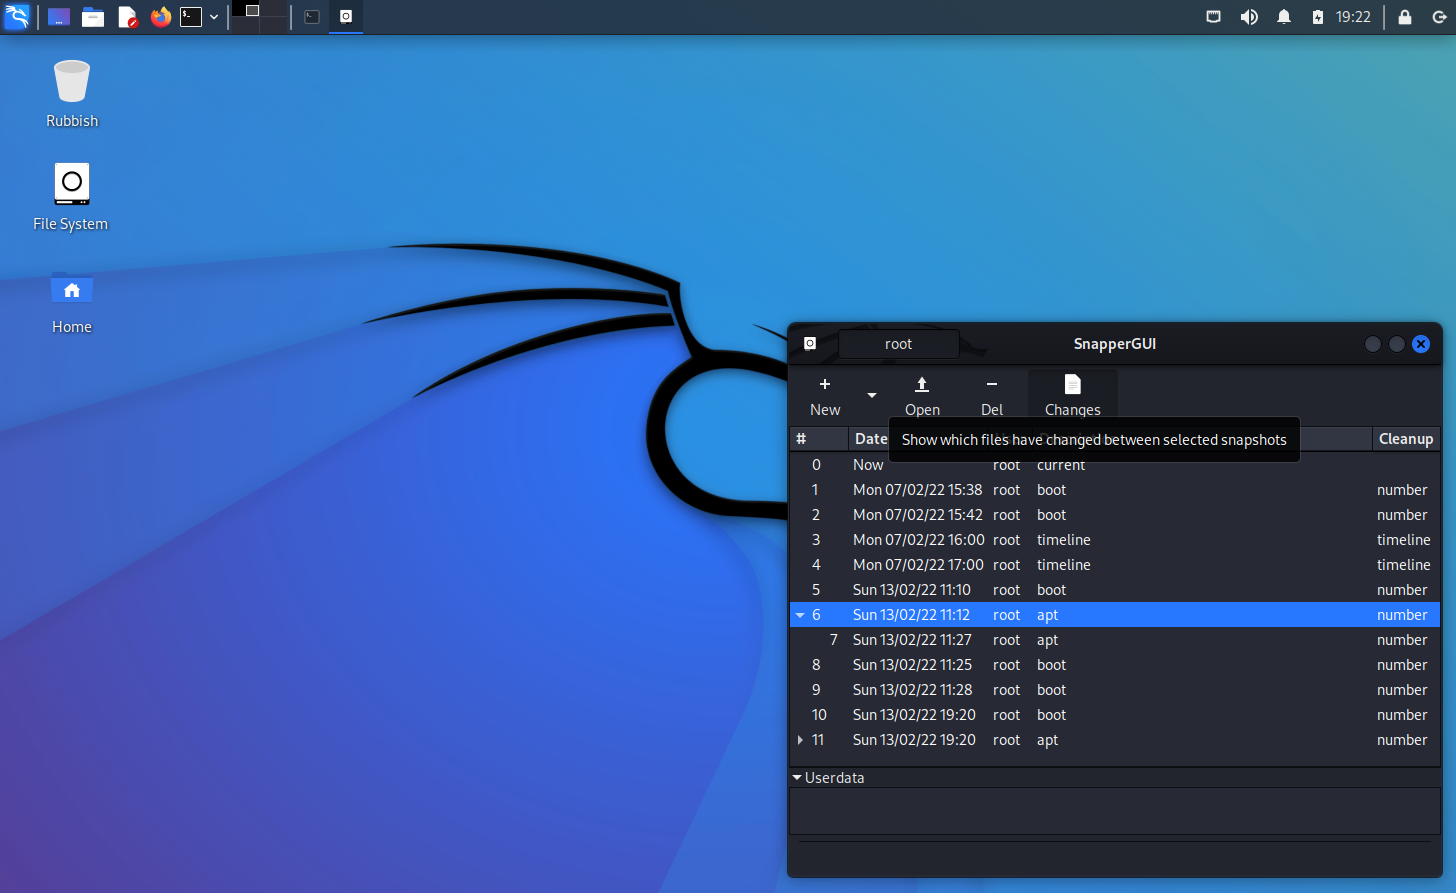 19:22
Rubbish
File System
Home
root SnapperGUI
New Open Del Changes
Show which files have changed between selected snapshots
# Date Cleanup
0 Now root current
1 Mon 07/02/22 15:38 root boot number
2 Mon 07/02/22 15:42 root boot number
3 Mon 07/02/22 16:00 root timeline timeline
4 Mon 07/02/22 17:00 root timeline timeline
5 Sun 13/02/22 11:10 root boot number
6 Sun 13/02/22 11:12 root apt number
7 Sun 13/02/22 11:27 root apt number
8 Sun 13/02/22 11:25 root boot number
9 Sun 13/02/22 11:28 root boot number
10 Sun 13/02/22 19:20 root boot number
11 Sun 13/02/22 19:20 root apt number
Userdata